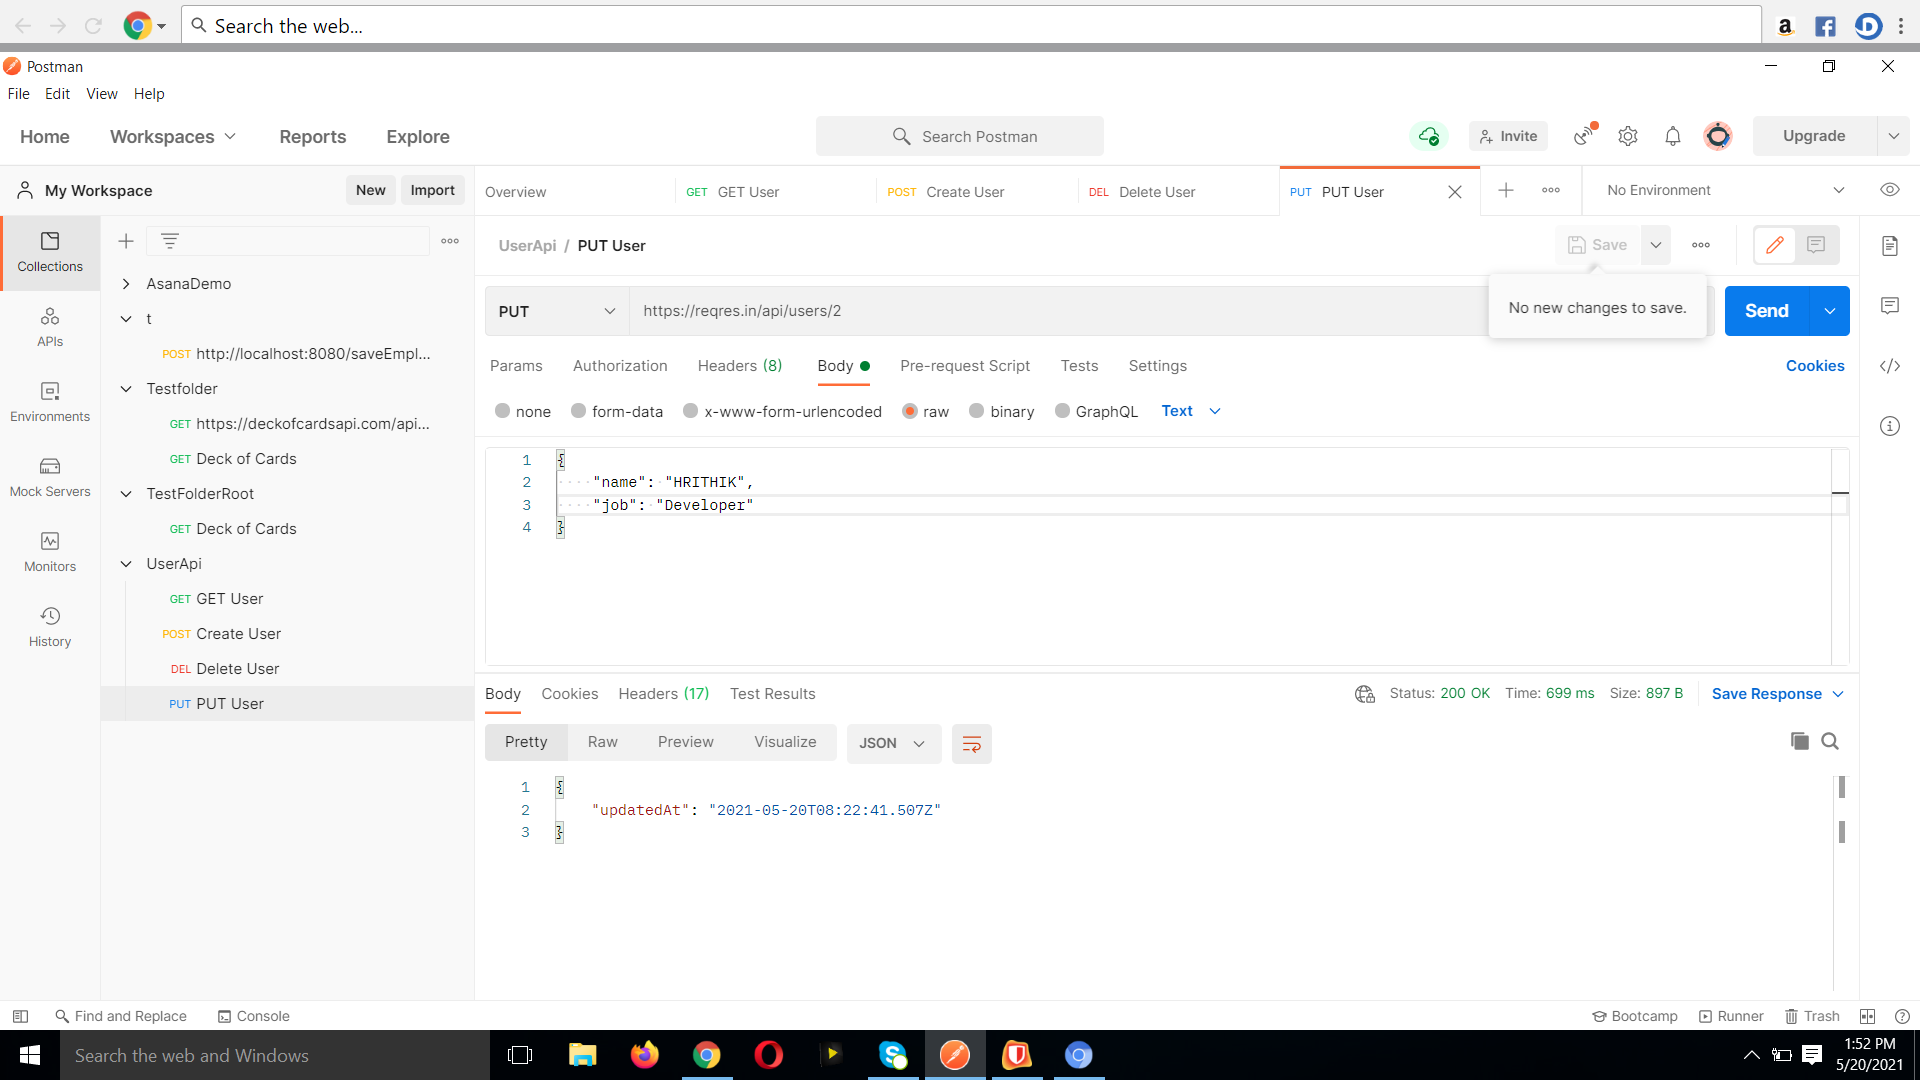 Search the web...
a
D
Postman
File Edit View Help
Home Workspaces Reports Explore
Search Postman
Invite
Upgrade
My Workspace
New Import
Overview
GET GET User
POST Create User
DEL Delete User
PUT PUT User
No Environment
Collections
APIs
Environments
Mock Servers
Monitors
History
AsanaDemo
t
POST http://localhost:8080/saveEmpl...
Testfolder
GET https://deckofcardsapi.com/api...
GET Deck of Cards
TestFolderRoot
GET Deck of Cards
UserApi
GET GET User
POST Create User
DEL Delete User
PUT PUT User
UserApi / PUT User
Save
No new changes to save.
PUT https://reqres.in/api/users/2
Send
Params Authorization Headers (8) Body Pre-request Script Tests Settings
Cookies
none form-data x-www-form-urlencoded raw binary GraphQL Text
1 {
2 "name": "HRITHIK",
3 "job": "Developer"
4 }
Body Cookies Headers (17) Test Results
Status: 200 OK Time: 699 ms Size: 897 B Save Response
Pretty Raw Preview Visualize JSON
1 {
2 "updatedAt": "2021-05-20T08:22:41.507Z"
3 }
Find and Replace Console
Bootcamp Runner Trash
Search the web and Windows
1:52 PM
5/20/2021